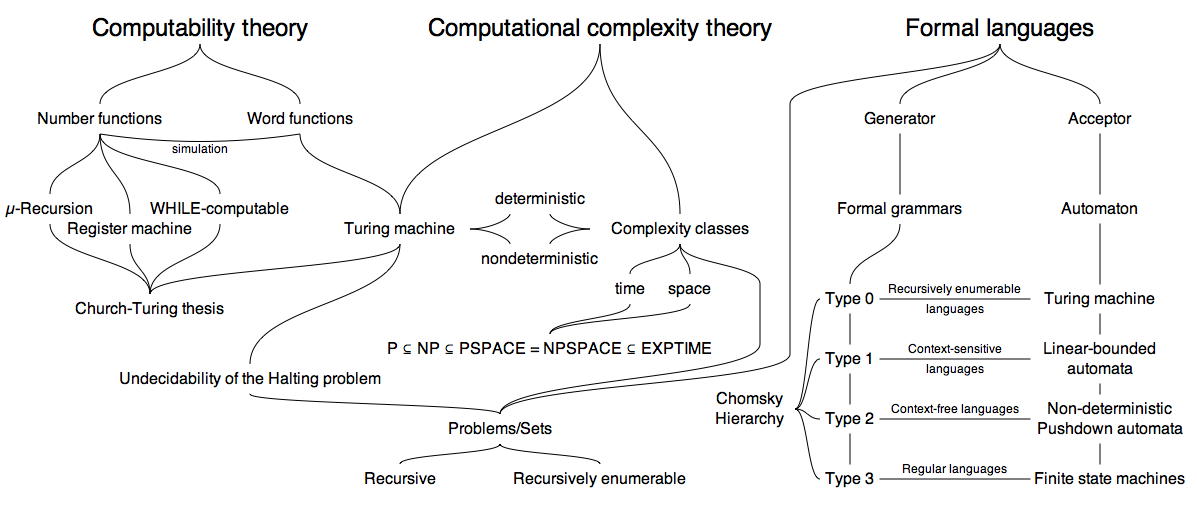 Computability theory
Computational complexity theory
Formal languages
Number functions
Word functions
Generator
Acceptor
simulation
μ-Recursion
WHILE-computable
Register machine
Turing machine
deterministic
nondeterministic
Complexity classes
Formal grammars
Automaton
time
space
Church-Turing thesis
P ⊆ NP ⊆ PSPACE = NPSPACE ⊆ EXPTIME
Undecidability of the Halting problem
Problems/Sets
Recursive
Recursively enumerable
Chomsky
Hierarchy
Type 0
Recursively enumerable
languages
Turing machine
Type 1
Context-sensitive
languages
Linear-bounded
automata
Type 2
Context-free languages
Non-deterministic
Pushdown automata
Type 3
Regular languages
Finite state machines